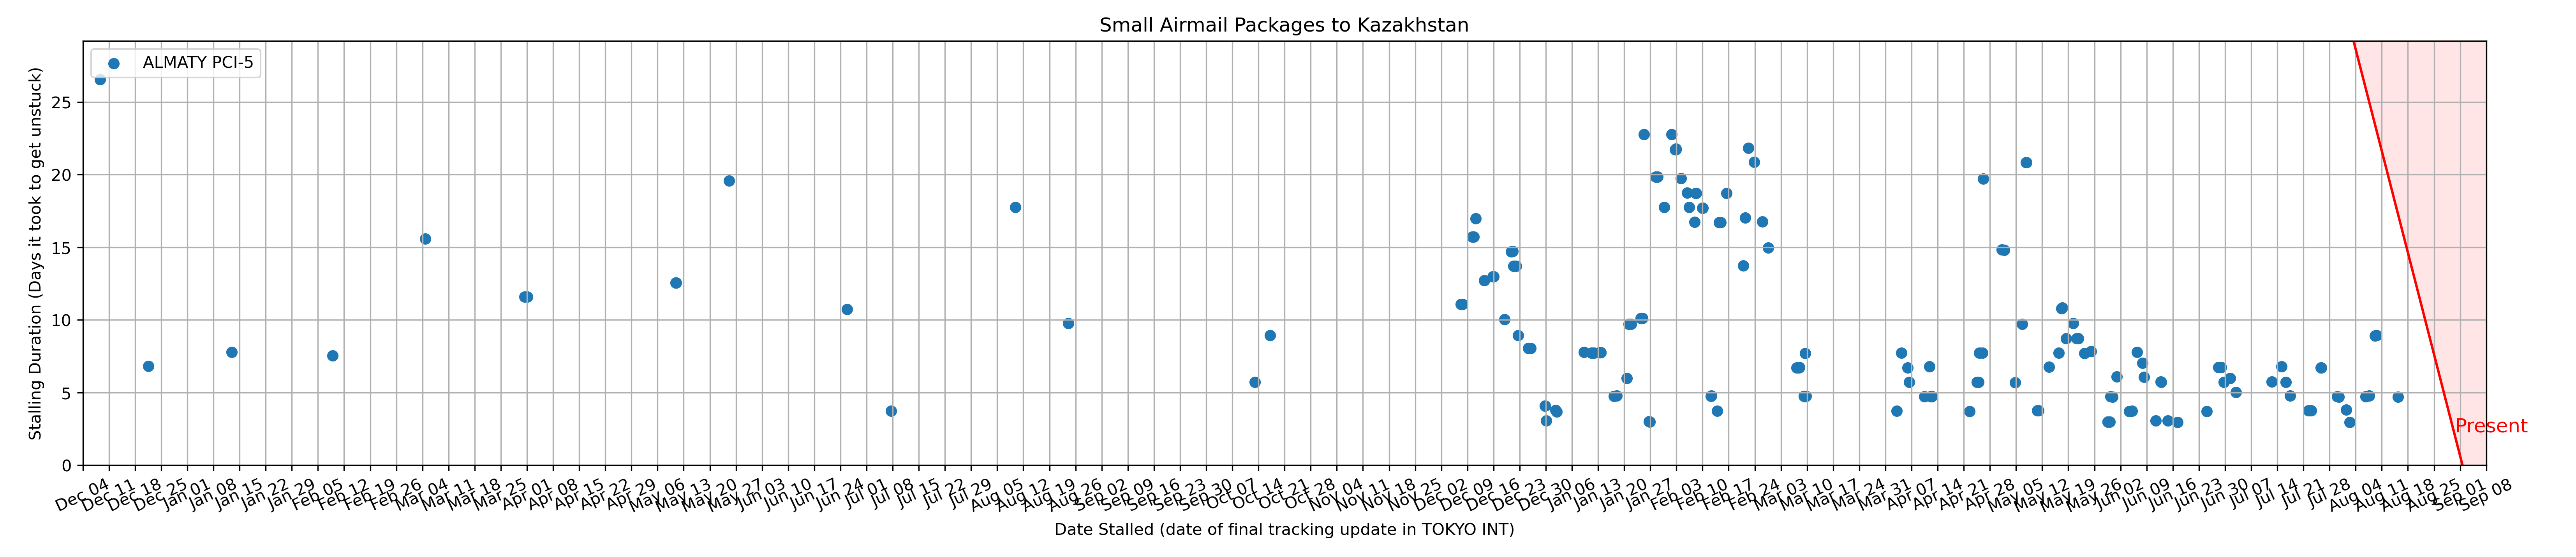 Small Airmail Packages to Kazakhstan
ALMATY PCI-5
Stalling Duration (Days it took to get unstuck)
25
20
15
10
5
0
Present
Dec 04 Dec 11 Dec 18 Dec 25 Jan 01 Jan 08 Jan 15 Jan 22 Jan 29 Feb 05 Feb 12 Feb 19 Feb 26 Mar 04 Mar 11 Mar 18 Mar 25 Apr 01 Apr 08 Apr 15 Apr 22 Apr 29 May 06 May 13 May 20 May 27 Jun 03 Jun 10 Jun 17 Jun 24 Jul 01 Jul 08 Jul 15 Jul 22 Jul 29 Aug 05 Aug 12 Aug 19 Aug 26 Sep 02 Sep 09 Sep 16 Sep 23 Sep 30 Oct 07 Oct 14 Oct 21 Oct 28 Nov 04 Nov 11 Nov 18 Nov 25 Dec 02 Dec 09 Dec 16 Dec 23 Dec 30 Jan 06 Jan 13 Jan 20 Jan 27 Feb 03 Feb 10 Feb 17 Feb 24 Mar 03 Mar 10 Mar 17 Mar 24 Mar 31 Apr 07 Apr 14 Apr 21 Apr 28 May 05 May 12 May 19 May 26 Jun 02 Jun 09 Jun 16 Jun 23 Jun 30 Jul 07 Jul 14 Jul 21 Jul 28 Aug 04 Aug 11 Aug 18 Aug 25 Sep 01 Sep 08
Date Stalled (date of final tracking update in TOKYO INT)